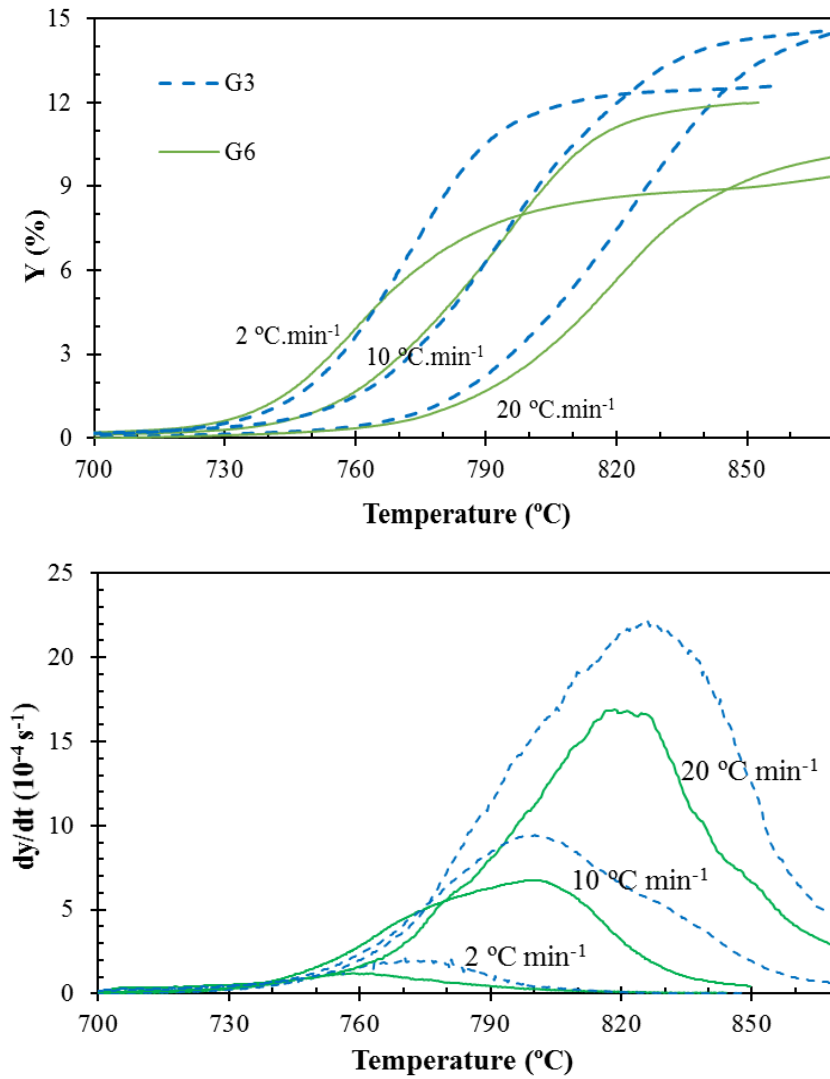 15
12
9
6
3
0
Y (%)
G3
G6
2 ºC.min-1
10 ºC.min-1
20 ºC.min-1
700 730 760 790 820 850
Temperature (ºC)
25
20
15
10
5
0
dy/dt (10-4 s-1)
20 ºC min-1
10 ºC min-1
2 ºC min-1
700 730 760 790 820 850
Temperature (ºC)